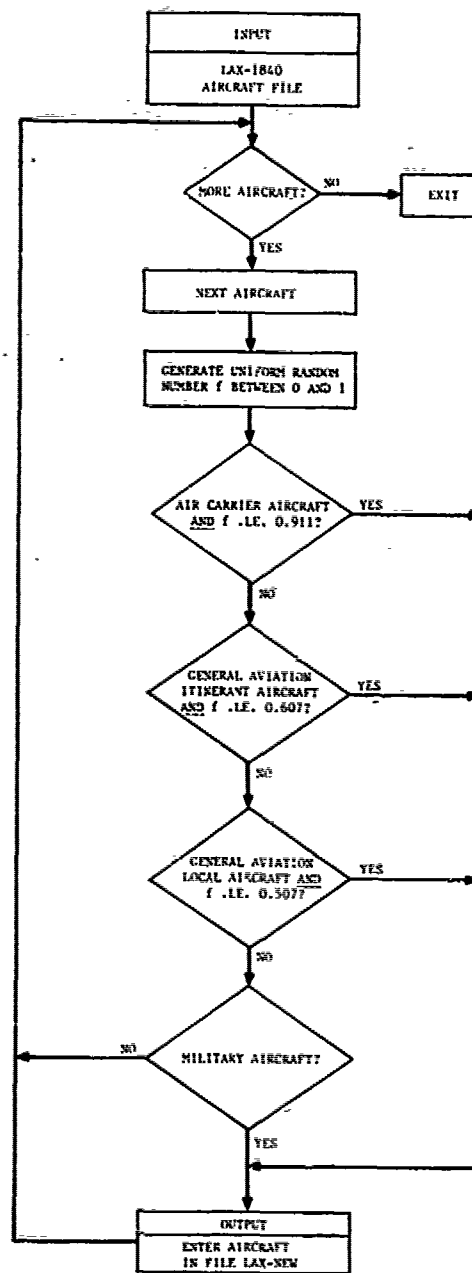 INPUT
LAX-1840
AIRCRAFT FILE
MORE AIRCRAFT?
NO
EXIT
YES
NEXT AIRCRAFT
GENERATE UNIFORM RANDOM
NUMBER f BETWEEN 0 AND 1
AIR CARRIER AIRCRAFT
AND f .LE. 0.911?
YES
NO
GENERAL AVIATION
ITINERANT AIRCRAFT
AND f .LE. 0.607?
YES
NO
GENERAL AVIATION
LOCAL AIRCRAFT AND
f .LE. 0.507?
YES
NO
MILITARY AIRCRAFT?
NO
YES
OUTPUT
ENTER AIRCRAFT
IN FILE LAX-NEW